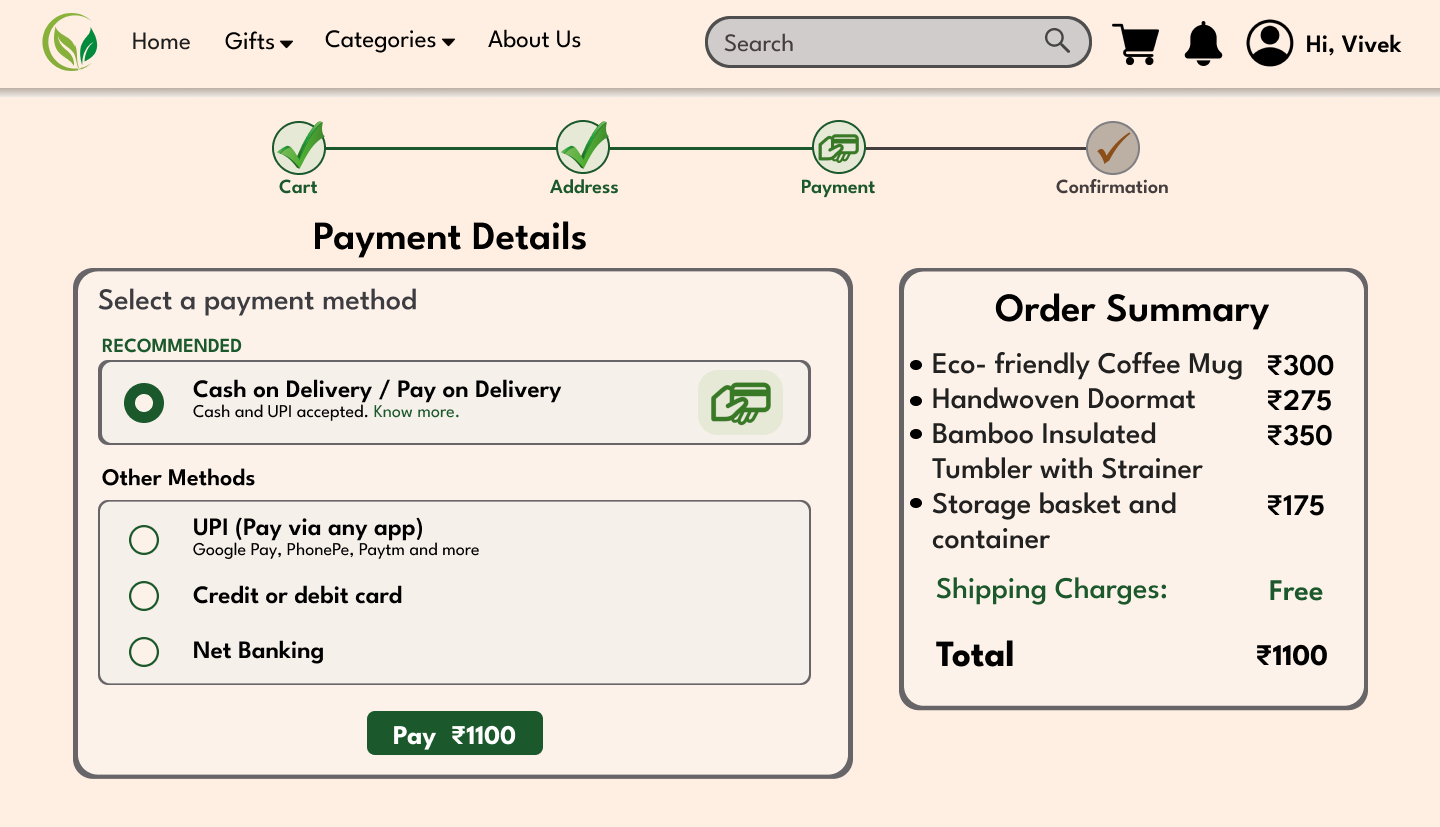 Home Gifts Categories About Us Search Hi, Vivek
Cart Address Payment Confirmation
Payment Details
Select a payment method
RECOMMENDED
Cash on Delivery / Pay on Delivery
Cash and UPI accepted. Know more.
Other Methods
UPI (Pay via any app)
Google Pay, PhonePe, Paytm and more
Credit or debit card
Net Banking
Pay ₹1100
Order Summary
• Eco- friendly Coffee Mug ₹300
• Handwoven Doormat ₹275
• Bamboo Insulated ₹350
Tumbler with Strainer
• Storage basket and ₹175
container
Shipping Charges: Free
Total ₹1100